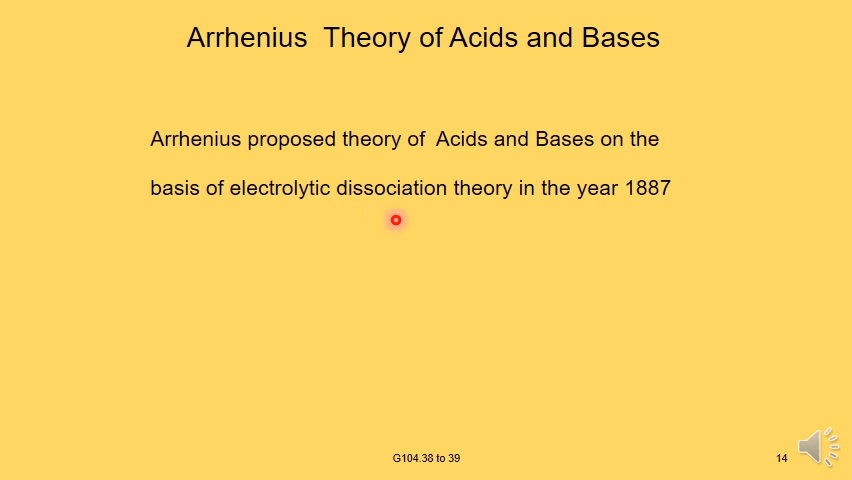 Arrhenius  Theory of Acids and Bases
Arrhenius proposed theory of  Acids and Bases on the
basis of electrolytic dissociation theory in the year 1887
G104.38 to 39
14